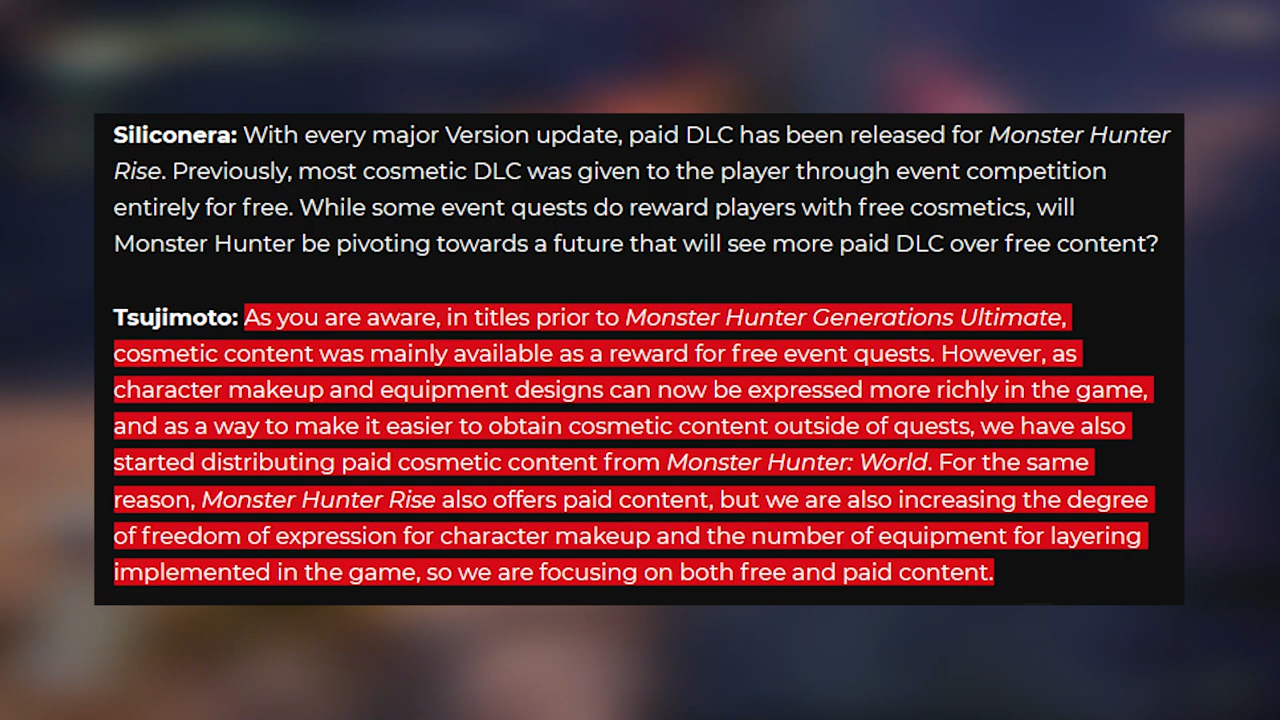 Siliconera: With every major Version update, paid DLC has been released for Monster Hunter
Rise. Previously, most cosmetic DLC was given to the player through event competition
entirely for free. While some event quests do reward players with free cosmetics, will
Monster Hunter be pivoting towards a future that will see more paid DLC over free content?
Tsujimoto: As you are aware, in titles prior to Monster Hunter Generations Ultimate,
cosmetic content was mainly available as a reward for free event quests. However, as
character makeup and equipment designs can now be expressed more richly in the game,
and as a way to make it easier to obtain cosmetic content outside of quests, we have also
started distributing paid cosmetic content from Monster Hunter: World. For the same
reason, Monster Hunter Rise also offers paid content, but we are also increasing the degree
of freedom of expression for character makeup and the number of equipment for layering
implemented in the game, so we are focusing on both free and paid content.